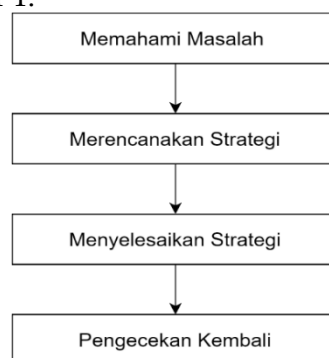 Memahami Masalah
Merencanakan Strategi
Menyelesaikan Strategi
Pengecekan Kembali